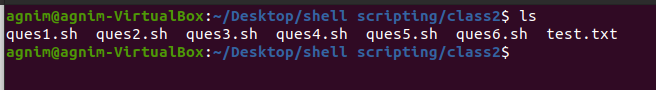 agnim@agnim-VirtualBox:~/Desktop/shell scripting/class2$ ls
ques1.sh  ques2.sh  ques3.sh  ques4.sh  ques5.sh  ques6.sh  test.txt
agnim@agnim-VirtualBox:~/Desktop/shell scripting/class2$